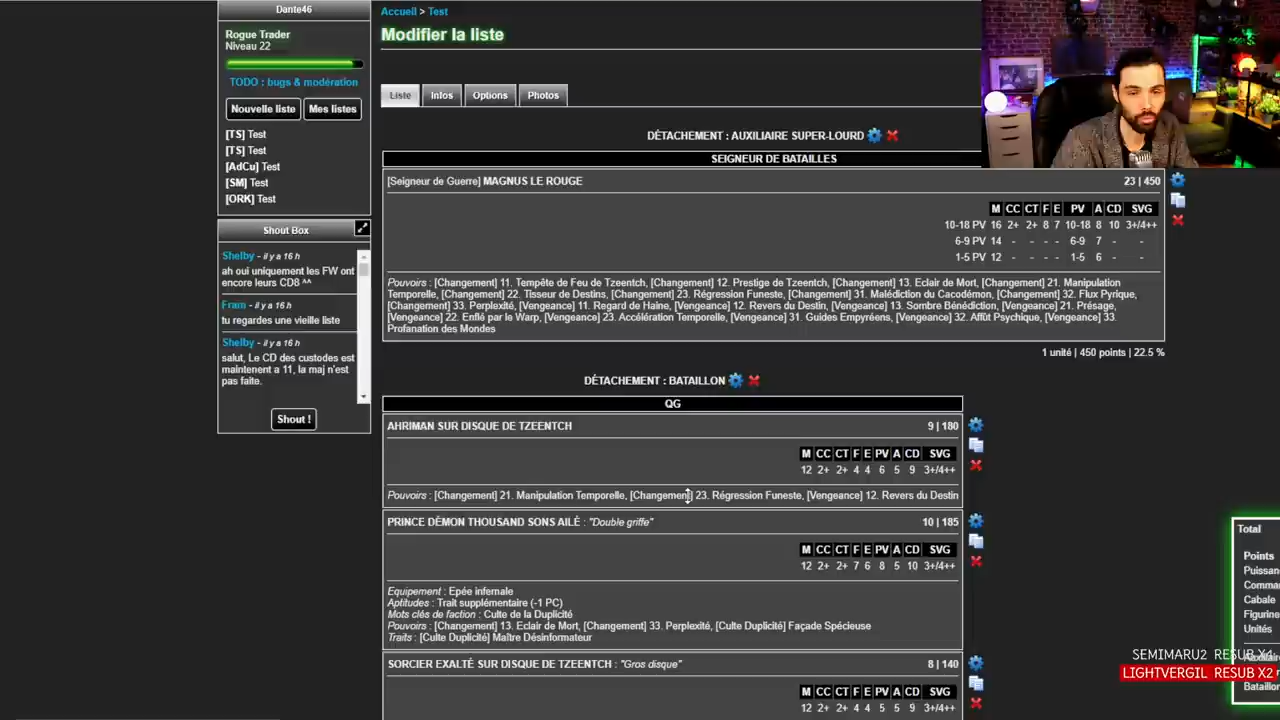 Dante46
Rogue Trader
Niveau 22
TODO : bugs & modération
Nouvelle liste
Mes listes
[TS] Test
[TS] Test
[AdCu] Test
[SM] Test
[ORK] Test
Shout Box
Shelby - il y a 16 h
ah oui uniquement les FW ont
encore leurs CD8 ^^
Fram - il y a 16 h
tu regardes une vieille liste
Shelby - il y a 16 h
salut, Le CD des custodes est
maintenent a 11, la maj n'est
pas faite.
Shout !
Accueil > Test
Modifier la liste
Liste
Infos
Options
Photos
DÉTACHEMENT : AUXILIAIRE SUPER-LOURD
SEIGNEUR DE BATAILLES
[Seigneur de Guerre] MAGNUS LE ROUGE 23 | 450
M CC CT F E PV A CD SVG
10-18 PV 16 2+ 2+ 8 7 10-18 8 10 3+/4++
6-9 PV 14 - - - - 6-9 7 - -
1-5 PV 12 - - - - 1-5 6 - -
Pouvoirs : [Changement] 11. Tempête de Feu de Tzeentch, [Changement] 12. Prestige de Tzeentch, [Changement] 13. Eclair de Mort, [Changement] 21. Manipulation
Temporelle, [Changement] 22. Tisseur de Destins, [Changement] 23. Régression Funeste, [Changement] 31. Malédiction du Cacodémon, [Changement] 32. Flux Pyrique,
[Changement] 33. Perplexité, [Vengeance] 11. Regard de Haine, [Vengeance] 12. Revers du Destin, [Vengeance] 13. Sombre Bénédiction, [Vengeance] 21. Présage,
[Vengeance] 22. Enflé par le Warp, [Vengeance] 23. Accélération Temporelle, [Vengeance] 31. Guides Empyréens, [Vengeance] 32. Affût Psychique, [Vengeance] 33.
Profanation des Mondes
1 unité | 450 points | 22.5 %
DÉTACHEMENT : BATAILLON
QG
AHRIMAN SUR DISQUE DE TZEENTCH 9 | 180
M CC CT F E PV A CD SVG
12 2+ 2+ 4 4 6 5 9 3+/4++
Pouvoirs : [Changement] 21. Manipulation Temporelle, [Changement] 23. Régression Funeste, [Vengeance] 12. Revers du Destin
PRINCE DÉMON THOUSAND SONS AILÉ : "Double griffe" 10 | 185
M CC CT F E PV A CD SVG
12 2+ 2+ 7 6 8 5 10 3+/4++
Equipement : Epée infernale
Aptitudes : Trait supplémentaire (-1 PC)
Mots clés de faction : Culte de la Duplicité
Pouvoirs : [Changement] 13. Eclair de Mort, [Changement] 33. Perplexité, [Culte Duplicité] Façade Spécieuse
Traits : [Culte Duplicité] Maître Désinformateur
SORCIER EXALTÉ SUR DISQUE DE TZEENTCH : "Gros disque" 8 | 140
M CC CT F E PV A CD SVG
12 2+ 2+ 4 4 5 4 9 3+/4++
Total
Points
Puissan
Comma
Cabale
Figurine
Unités
SEMIMARU2 RESUB X4
LIGHTVERGIL RESUB X2
Bataillon